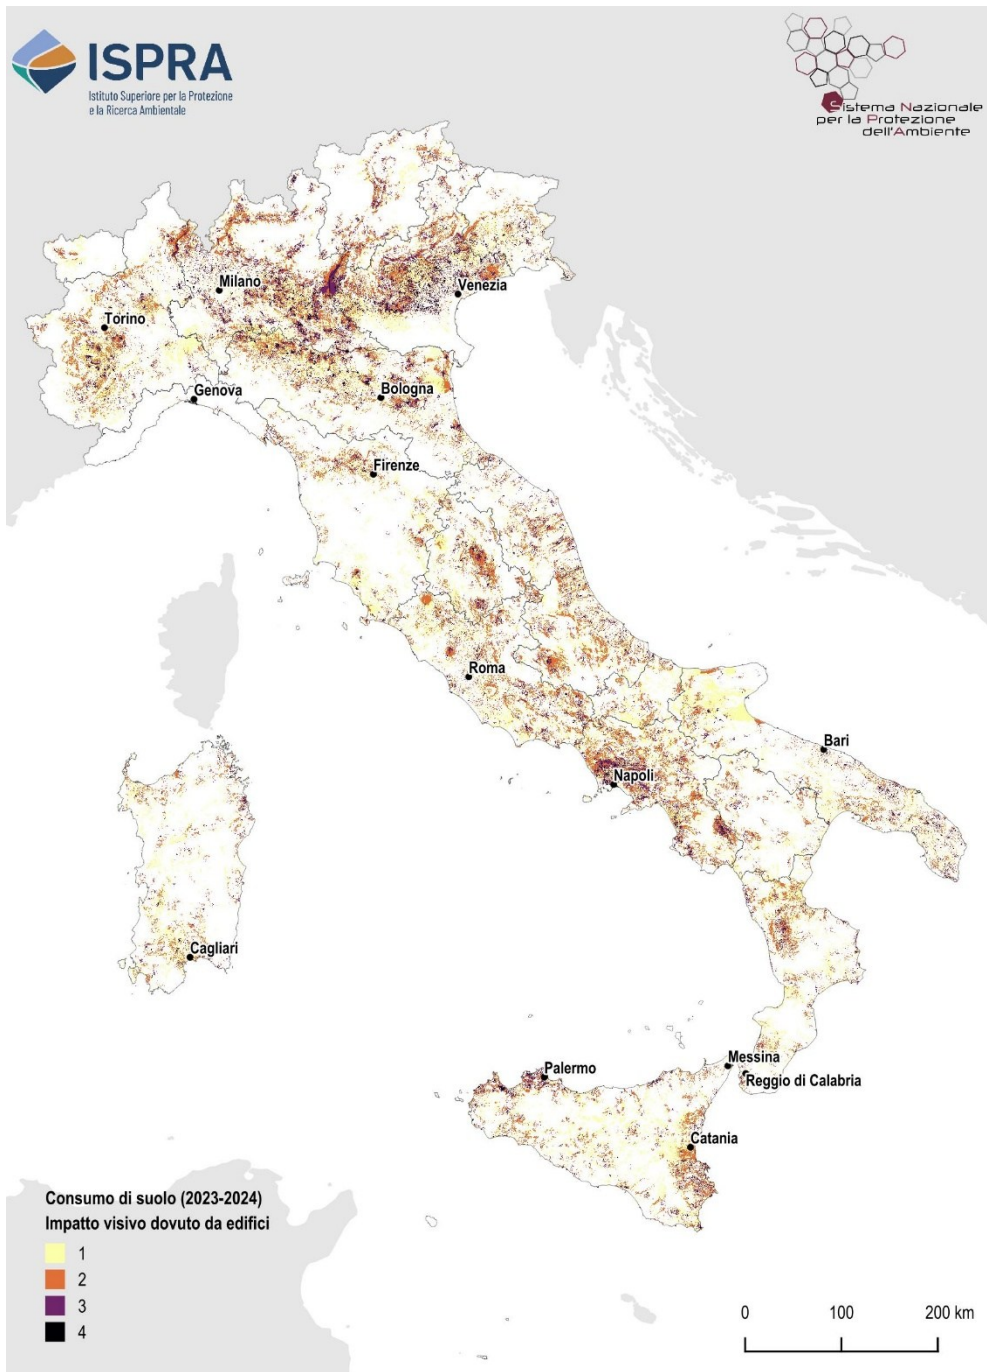 ISPRA
Istituto Superiore per la Protezione
e la Ricerca Ambientale
Sistema Nazionale
per la Protezione
dell'Ambiente
Milano
Venezia
Torino
Genova
Bologna
Firenze
Roma
Bari
Napoli
Cagliari
Messina
Palermo
Reggio di Calabria
Catania
Consumo di suolo (2023-2024)
Impatto visivo dovuto da edifici
1
2
3
4
0 100 200 km